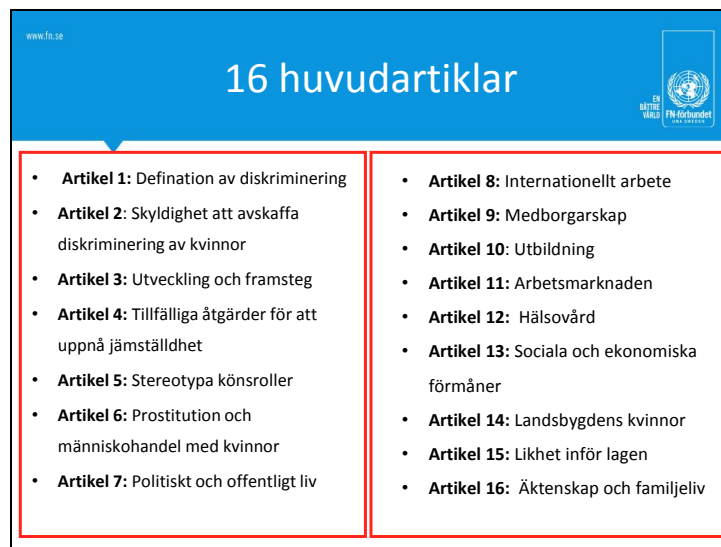 www.fn.se
16 huvudartiklar
EN
BÄTTRE
VÄRLD
FN-förbundet
UNA SWEDEN
• Artikel 1: Defination av diskriminering
• Artikel 2: Skyldighet att avskaffa
diskriminering av kvinnor
• Artikel 3: Utveckling och framsteg
• Artikel 4: Tillfälliga åtgärder för att
uppnå jämställdhet
• Artikel 5: Stereotypa könsroller
• Artikel 6: Prostitution och
människohandel med kvinnor
• Artikel 7: Politiskt och offentligt liv
• Artikel 8: Internationellt arbete
• Artikel 9: Medborgarskap
• Artikel 10: Utbildning
• Artikel 11: Arbetsmarknaden
• Artikel 12: Hälsovård
• Artikel 13: Sociala och ekonomiska
förmåner
• Artikel 14: Landsbygdens kvinnor
• Artikel 15: Likhet inför lagen
• Artikel 16: Äktenskap och familjeliv